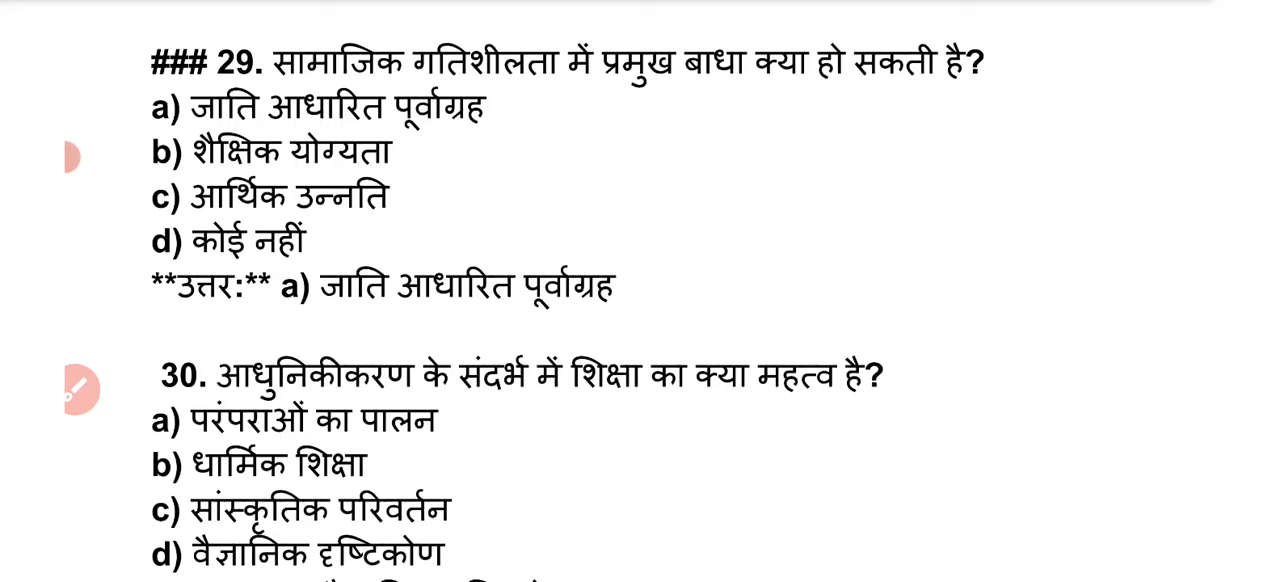 ### 29. सामाजिक गतिशीलता में प्रमुख बाधा क्या हो सकती है?
a) जाति आधारित पूर्वाग्रह
b) शैक्षिक योग्यता
c) आर्थिक उन्नति
d) कोई नहीं
**उत्तर:** a) जाति आधारित पूर्वाग्रह
30. आधुनिकीकरण के संदर्भ में शिक्षा का क्या महत्व है?
a) परंपराओं का पालन
b) धार्मिक शिक्षा
c) सांस्कृतिक परिवर्तन
d) वैज्ञानिक दृष्टिकोण